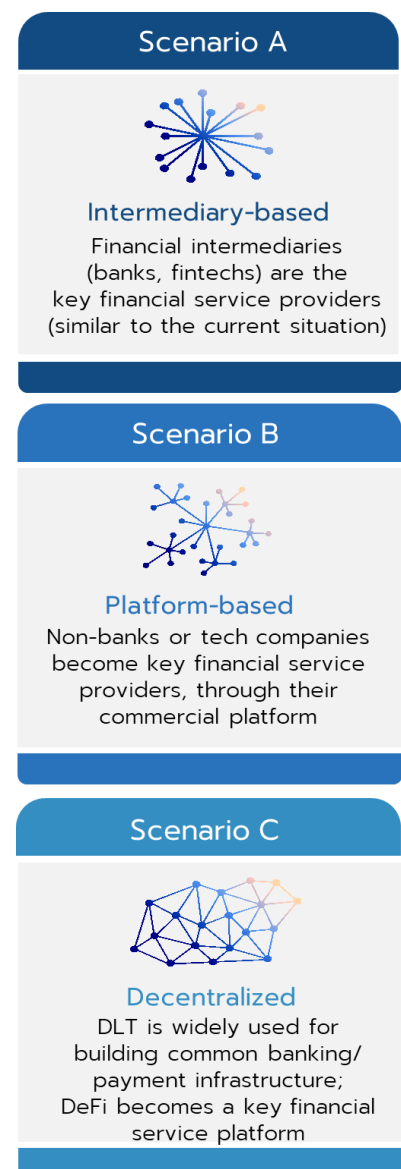 Scenario A
Intermediary-based
Financial intermediaries
(banks, fintechs) are the
key financial service providers
(similar to the current situation)
Scenario B
Platform-based
Non-banks or tech companies
become key financial service
providers, through their
commercial platform
Scenario C
Decentralized
DLT is widely used for
building common banking/
payment infrastructure;
DeFi becomes a key financial
service platform